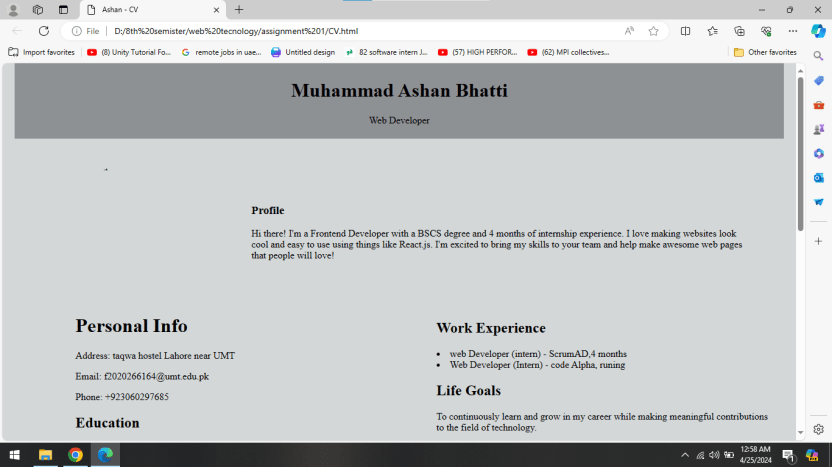 Ashan - CV
File
D:/8th%20semister/web%20tecnology/assignment%201/CV.html
Import favorites
(8) Unity Tutorial Fo...
remote jobs in uae...
Untitled design
82 software intern J...
(57) HIGH PERFOR...
(62) MPI collectives...
Other favorites
Muhammad Ashan Bhatti
Web Developer
Profile
Hi there! I'm a Frontend Developer with a BSCS degree and 4 months of internship experience. I love making websites look
cool and easy to use using things like React.js. I'm excited to bring my skills to your team and help make awesome web pages
that people will love!
Personal Info
Address: taqwa hostel Lahore near UMT
Email: f2020266164@umt.edu.pk
Phone: +923060297685
Education
Work Experience
web Developer (intern) - ScrumAD,4 months
Web Developer (Intern) - code Alpha, runing
Life Goals
To continuously learn and grow in my career while making meaningful contributions
to the field of technology.
12:58 AM
4/25/2024